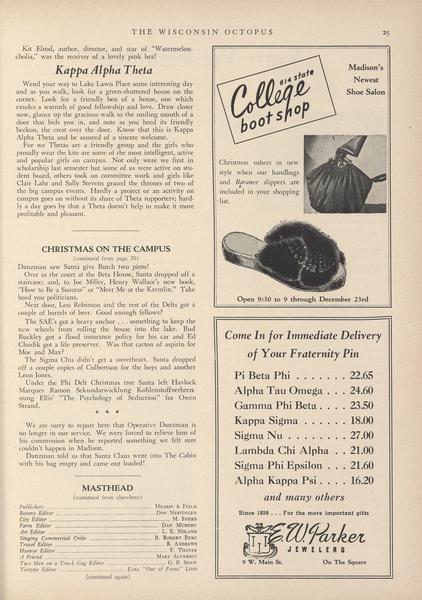 THE WISCONSIN OCTOPUS
25
Kit Elrod, author, director, and star of "Watermelon-
cholia," was the receiver of a lovely pink bra!
Kappa Alpha Theta
Wend your way to Lake Lawn Place some interesting day
and as you walk, look for a green-shuttered house on the
corner. Look for a friendly box of a house, one which
exudes a warmth of good fellowship and love. Draw closer
now, glance up the gracious walk to the smiling mouth of a
door that bids you in, and note as you heed its friendly
beckon, the crest over the door. Know that this is Kappa
Alpha Theta and be assured of a sincere welcome.
For we Thetas are a friendly group and the girls who
proudly wear the kite are some of the most intelligent, active
and popular girls on campus. Not only were we first in
scholarship last semester but some of us were active on stu-
dent board, others took on committee work and girls like
Clair Lahr and Sally Stevens graced the thrones of two of
the big campus events. Hardly a project or an activity on
campus goes on without its share of Theta supporters; hard-
ly a day goes by that a Theta doesn't help to make it more
profitable and pleasant.
CHRISTMAS ON THE CAMPUS
(continued from page 20)
Danzman saw Santa give Butch two pints!
Over in the court at the Beta House, Santa dropped off a
staircase; and, to Joe Miller, Henry Wallace's new book,
"How to Be a Success" or "Meet Me at the Kremlin." Take
heed you politicians.
Next door, Lou Robinson and the rest of the Delts got a
couple of barrels of beer. Good enough fellows?
The SAE's got a heavy anchor . . . something to keep the
new wheels from rolling the house into the lake. Bud
Buckley got a flood insurance policy for his car and Ed
Chudik got a life preserver. Was that carton of aspirin for
Moe and Max?
The Sigma Chis didn't get a sweetheart. Santa dropped
off a couple copies of Culbertson for the boys and another
Leon Jones.
Under the Phi Delt Christmas tree Santa left Havlock
Marques Ramon Sekondarwicklung Kohlenstoffverbren-
nung Ellis' "The Psychology of Seduction" for Owen
Strand.
* * *
We are sorry to report here that Operative Danzman is
no longer in our service. We were forced to relieve him of
his commission when he reported something we felt sure
couldn't happen in Madison.
Danzman told us that Santa Claus went into The Cabin
with his bag empty and came out loaded!
MASTHEAD
(continued from elsewhere)
Publishers HEARST & FIELD
Botany Editor DON NEHVINGEN
City Editor M. SNERD
Farm Editor DAN MURPHY
Art Editor L. E. NOLAND
Singing Commercial Critic B. ROBERT BERG
Travel Editor R. ANDREWS
Humor Editor F. THAYER
A Friend MARY ALVERSON
Two Men on a Truck Gag Editor G. B. SHAW
Tintype Editor EARL "Out of Focus" LISH
(continued again)
614 state
College
boot shop
Madison's
Newest
Shoe Salon
Christmas ushers in new
style when our handbags
and Baranee slippers are
included in your shopping
list.
Open 9:30 to 9 through December 23rd
Come In for Immediate Delivery
of Your Fraternity Pin
Pi Beta Phi . . . . . . . 22.65
Alpha Tau Omega . . . 24.60
Gamma Phi Beta . . . . 23.50
Kappa Sigma . . . . . . 18.00
Sigma Nu . . . . . . . . 27.00
Lambda Chi Alpha . . 21.00
Sigma Phi Epsilon . . . 21.60
Alpha Kappa Psi . . . . 16.20
and many others
Since 1858 . . . For the more important gifts
E.W. Parker
JEWELERS
9 W. Main St. On The Square